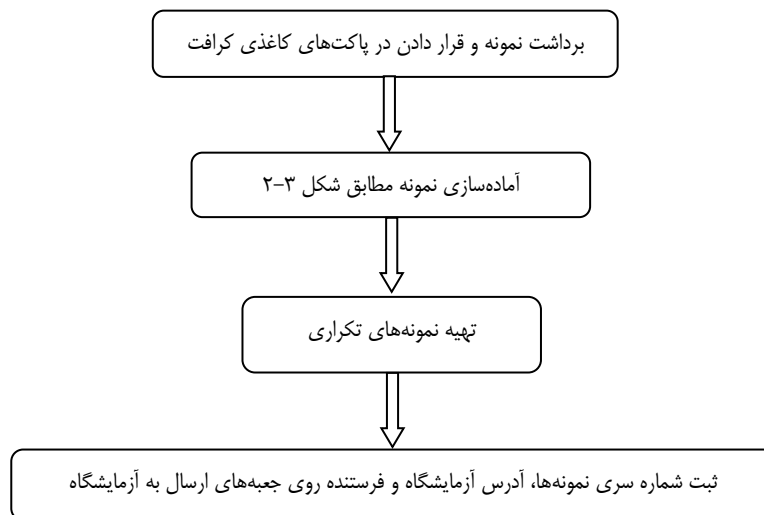 برداشت نمونه و قرار دادن در پاکت‌های کاغذی کرافت
آماده‌سازی نمونه مطابق شکل ۳-۲
تهیه نمونه‌های تکراری
ثبت شماره سری نمونه‌ها، آدرس آزمایشگاه و فرستنده روی جعبه‌های ارسال به آزمایشگاه